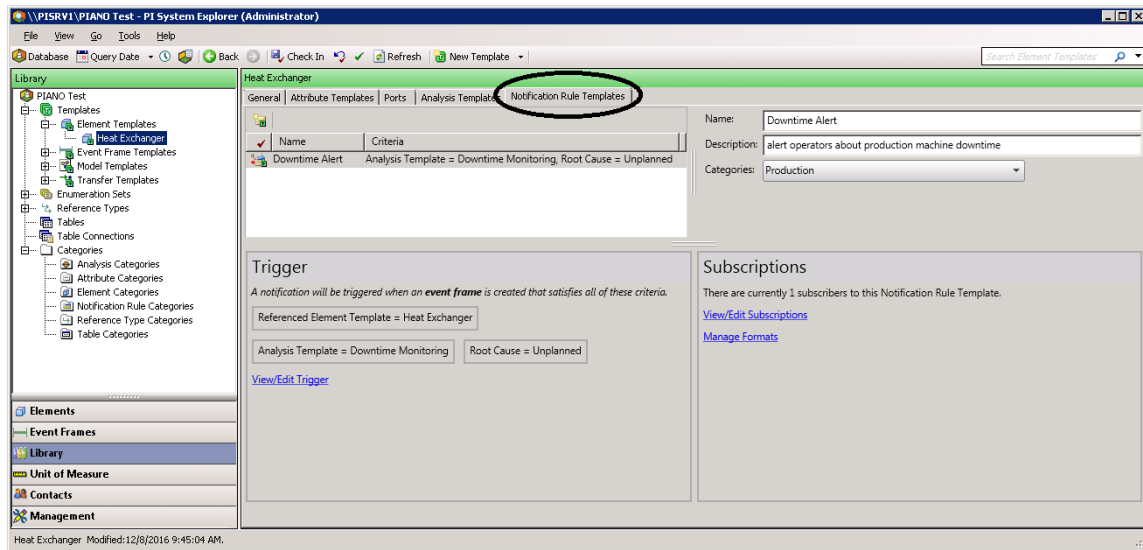 \\PISRV1\PIANO Test - PI System Explorer (Administrator)
File View Go Tools Help
Database Query Date Back Check In Refresh New Template Search Element Templates
Library
PIANO Test
Templates
Element Templates
Heat Exchanger
Event Frame Templates
Model Templates
Transfer Templates
Enumeration Sets
Reference Types
Tables
Table Connections
Categories
Analysis Categories
Attribute Categories
Element Categories
Notification Rule Categories
Reference Type Categories
Table Categories
Elements
Event Frames
Library
Unit of Measure
Contacts
Management
Heat Exchanger
General Attribute Templates Ports Analysis Templates Notification Rule Templates
Name Criteria
Downtime Alert Analysis Template = Downtime Monitoring, Root Cause = Unplanned
Name: Downtime Alert
Description: alert operators about production machine downtime
Categories: Production
Trigger
A notification will be triggered when an event frame is created that satisfies all of these criteria.
Referenced Element Template = Heat Exchanger
Analysis Template = Downtime Monitoring Root Cause = Unplanned
View/Edit Trigger
Subscriptions
There are currently 1 subscribers to this Notification Rule Template.
View/Edit Subscriptions
Manage Formats
Heat Exchanger Modified:12/8/2016 9:45:04 AM.